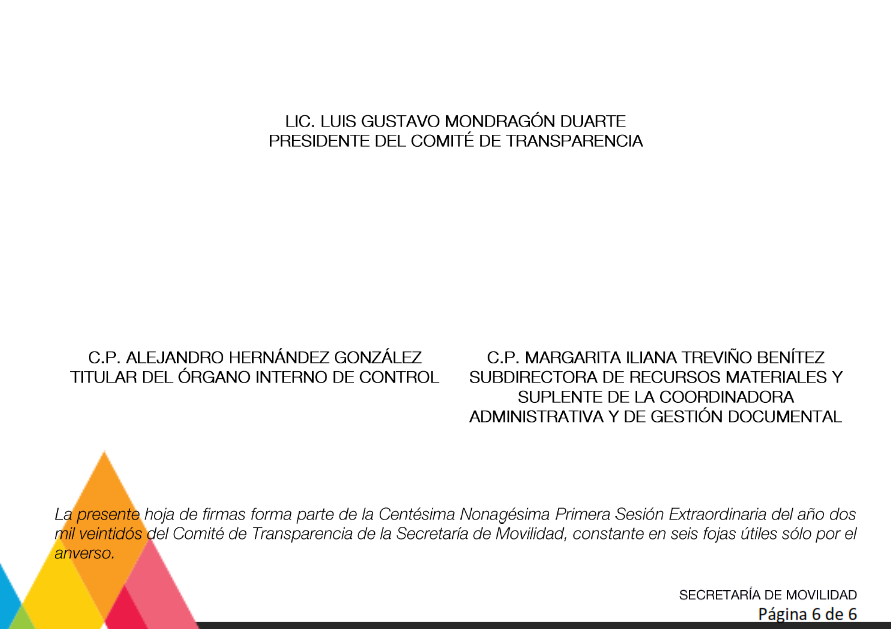 LIC. LUIS GUSTAVO MONDRAGÓN DUARTE
PRESIDENTE DEL COMITÉ DE TRANSPARENCIA
C.P. ALEJANDRO HERNÁNDEZ GONZÁLEZ
TITULAR DEL ÓRGANO INTERNO DE CONTROL
C.P. MARGARITA ILIANA TREVIÑO BENÍTEZ
SUBDIRECTORA DE RECURSOS MATERIALES Y
SUPLENTE DE LA COORDINADORA
ADMINISTRATIVA Y DE GESTIÓN DOCUMENTAL
La presente hoja de firmas forma parte de la Centésima Nonagésima Primera Sesión Extraordinaria del año dos
mil veintidós del Comité de Transparencia de la Secretaría de Movilidad, constante en seis fojas útiles sólo por el
anverso.
SECRETARÍA DE MOVILIDAD
Página 6 de 6